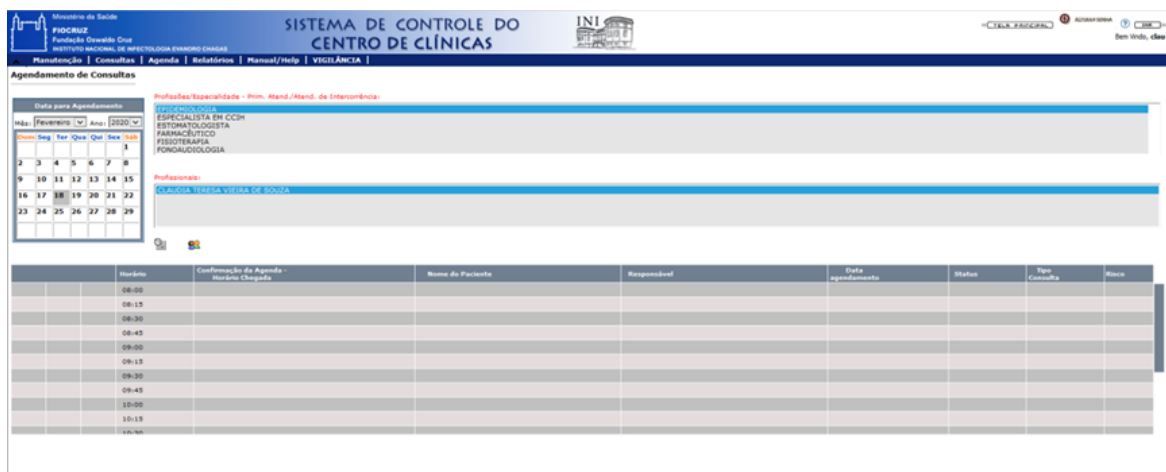 Ministério da Saúde
FIOCRUZ
Fundação Oswaldo Cruz
INSTITUTO NACIONAL DE INFECTOLOGIA EVANDRO CHAGAS
SISTEMA DE CONTROLE DO
CENTRO DE CLÍNICAS
INI
TELA PRINCIPAL
ALTERAR SENHA
SAIR
Bem Vindo, clau
Manutenção | Consultas | Agenda | Relatórios | Manual/Help | VIGILÂNCIA |
Agendamento de Consultas
Data para Agendamento
Mês: Fevereiro Ano: 2020
Dom Seg Ter Qua Qui Sex Sáb
1
2 3 4 5 6 7 8
9 10 11 12 13 14 15
16 17 18 19 20 21 22
23 24 25 26 27 28 29
Profissões/Especialidade - Prim. Atend./Atend. de Intercorrência:
EPIDEMIOLOGIA
ESPECIALISTA EM CCIH
ESTOMATOLOGISTA
FARMACÊUTICO
FISIOTERAPIA
FONOAUDIOLOGIA
Profissionais:
CLAUDIA TERESA VIEIRA DE SOUZA
Horário Confirmação da Agenda - Horário Chegada Nome do Paciente Responsável Data agendamento Status Tipo Consulta Risco
08:00
08:15
08:30
08:45
09:00
09:15
09:30
09:45
10:00
10:15
10:30